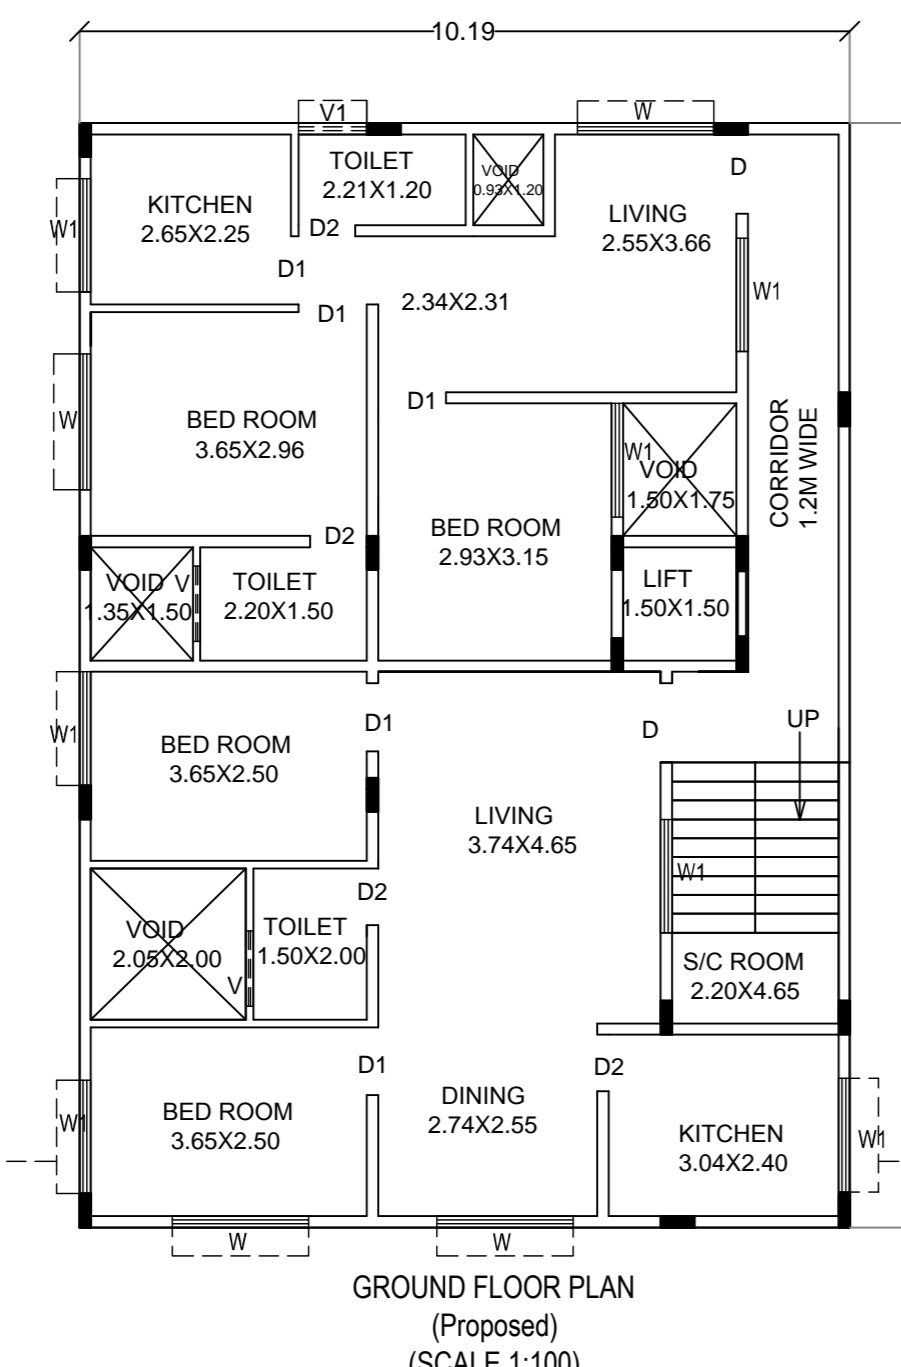 10.19
V1
W
TOILET
2.21X1.20
VOID
0.93X1.20
D
KITCHEN
2.65X2.25
W1
D2
LIVING
2.55X3.66
D1
D1
2.34X2.31
W1
W
BED ROOM
3.65X2.96
D1
W1
VOID
1.50X1.75
CORRIDOR
1.2M WIDE
D2
BED ROOM
2.93X3.15
VOID
1.35X1.50
V
TOILET
2.20X1.50
LIFT
1.50X1.50
W1
BED ROOM
3.65X2.50
D1
D
UP
LIVING
3.74X4.65
W1
D2
VOID
2.05X2.00
V
TOILET
1.50X2.00
S/C ROOM
2.20X4.65
D1
D2
W1
BED ROOM
3.65X2.50
DINING
2.74X2.55
KITCHEN
3.04X2.40
W1
W
W
GROUND FLOOR PLAN
(Proposed)
(SCALE 1:100)